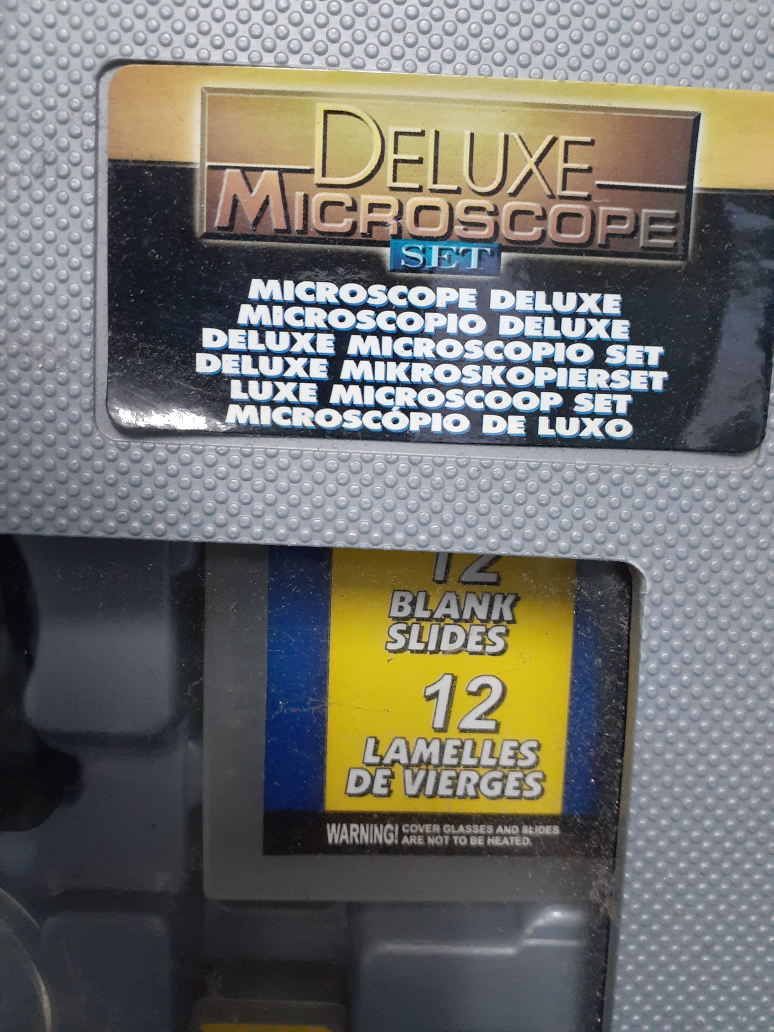 DELUXE
MICROSCOPE
SET
MICROSCOPE DELUXE
MICROSCOPIO DELUXE
DELUXE MICROSCOPIO SET
DELUXE MIKROSKOPIERSET
LUXE MICROSCOOP SET
MICROSCÓPIO DE LUXO
12
BLANK
SLIDES
12
LAMELLES
DE VIERGES
WARNING! COVER GLASSES AND SLIDES
ARE NOT TO BE HEATED.